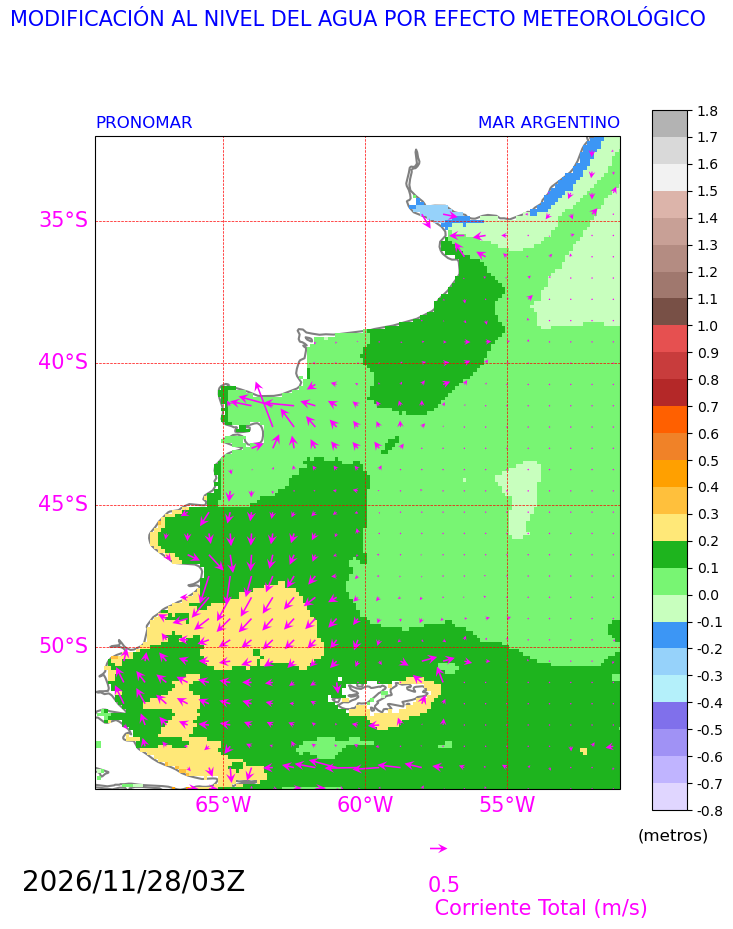 MODIFICACIÓN AL NIVEL DEL AGUA POR EFECTO METEOROLÓGICO
PRONOMAR MAR ARGENTINO
35°S
40°S
45°S
50°S
65°W 60°W 55°W
1.8
1.7
1.6
1.5
1.4
1.3
1.2
1.1
1.0
0.9
0.8
0.7
0.6
0.5
0.4
0.3
0.2
0.1
0.0
-0.1
-0.2
-0.3
-0.4
-0.5
-0.6
-0.7
-0.8
(metros)
2026/11/28/03Z
0.5
Corriente Total (m/s)